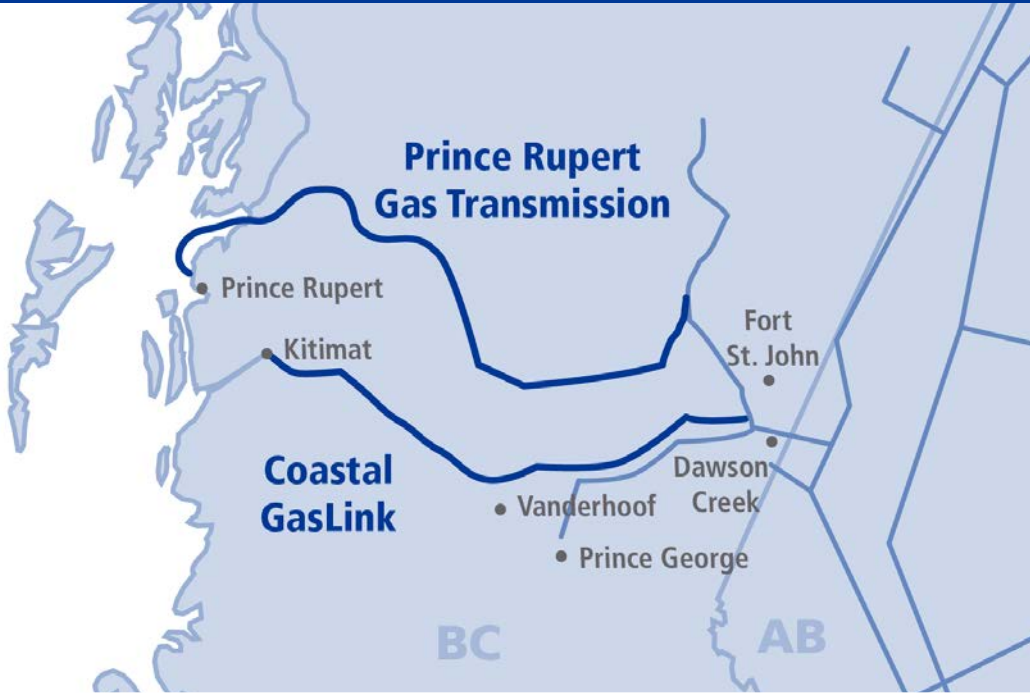 Prince Rupert
Gas Transmission
Prince Rupert
Kitimat
Fort
St. John
Coastal
GasLink
Dawson
Creek
Vanderhoof
Prince George
BC
AB